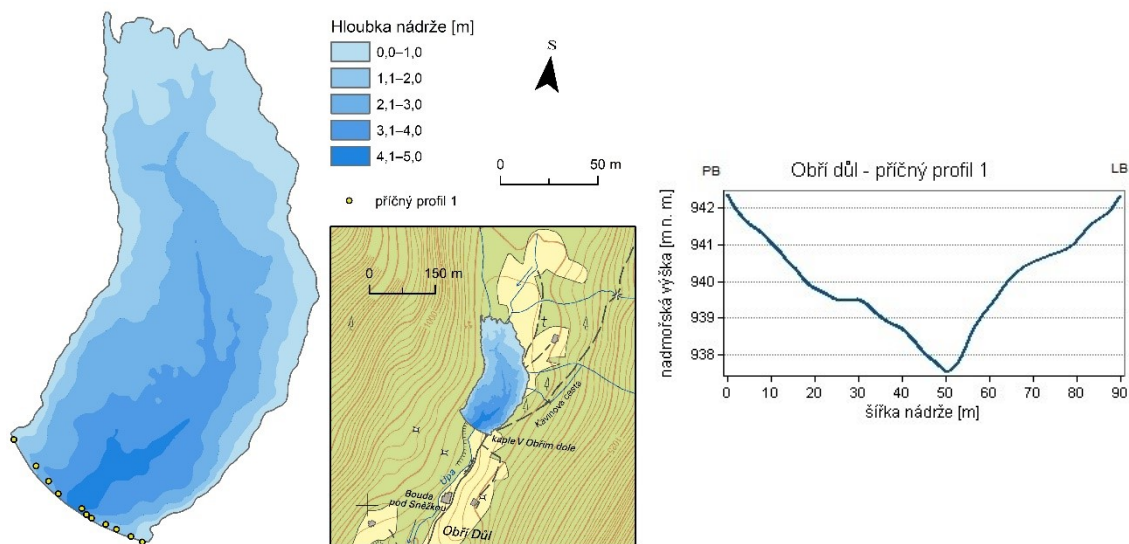 Hloubka nádrže [m]
0,0–1,0
1,1–2,0
2,1–3,0
3,1–4,0
4,1–5,0
příčný profil 1
S
0 50 m
0 150 m
Kavinova cesta
kaple V Obřím dole
Úpa
Bouda
pod Sněžkou
Obří Důl
PB
Obří důl - příčný profil 1
LB
nadmořská výška [m n. m.]
942
941
940
939
938
0 10 20 30 40 50 60 70 80 90
šířka nádrže [m]